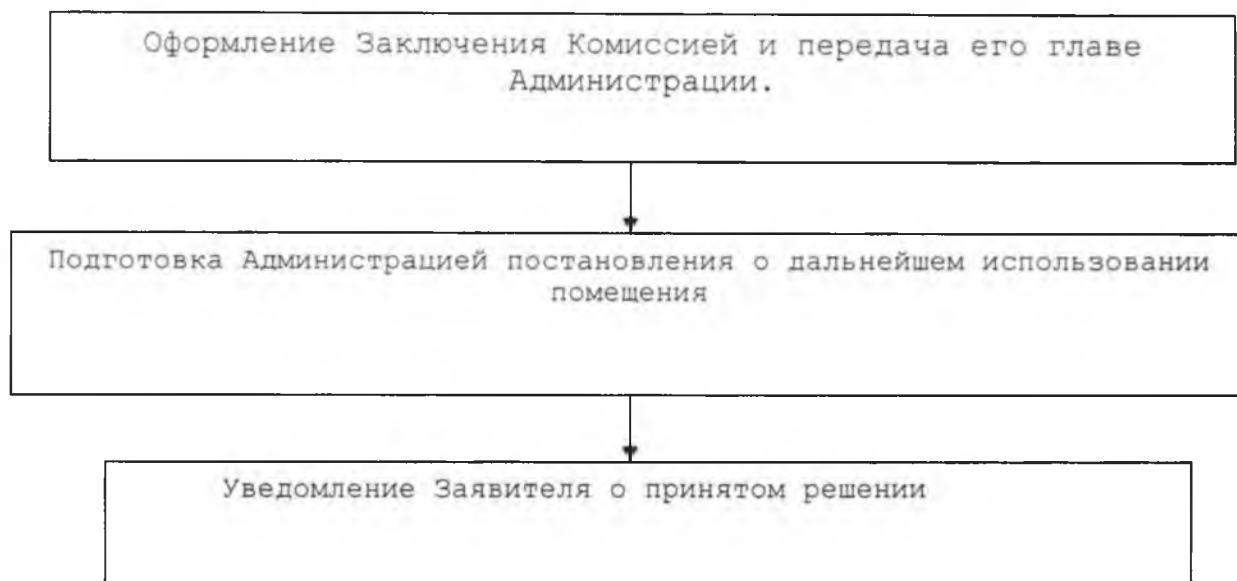 Оформление Заключения Комиссией и передача его главе
Администрации.
Подготовка Администрацией постановления о дальнейшем использовании
помещения
Уведомление Заявителя о принятом решении